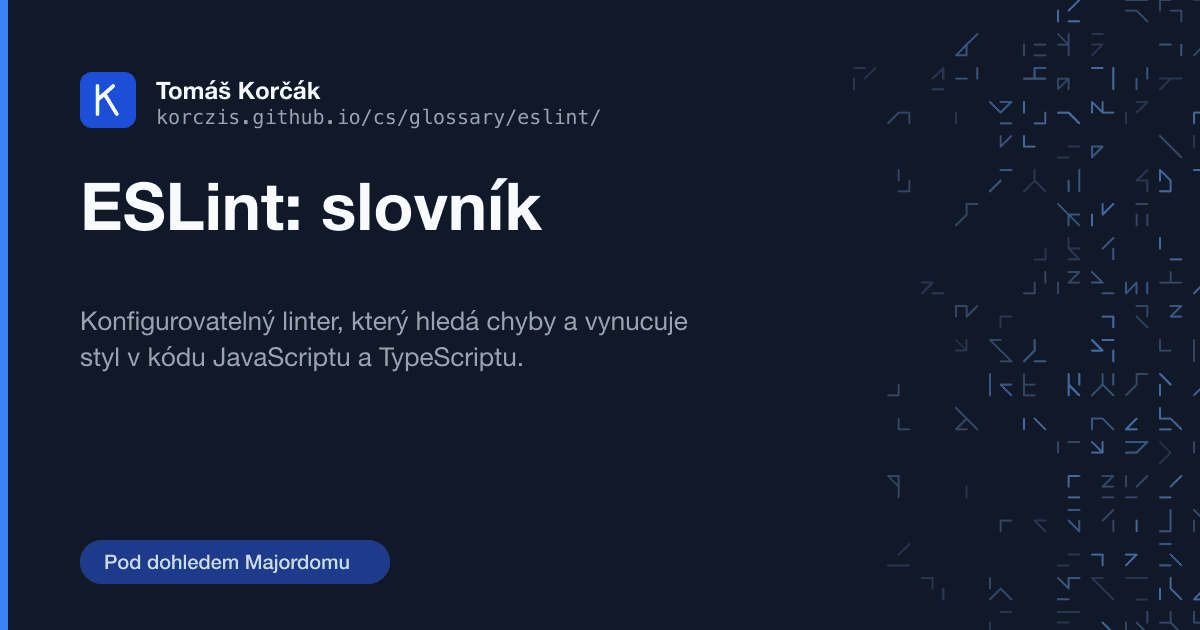 Tomáš Korčák
korczis.github.io/cs/glossary/eslint/
ESLint: slovník
Konfigurovatelný linter, který hledá chyby a vynucuje
styl v kódu JavaScriptu a TypeScriptu.
Pod dohledem Majordomu